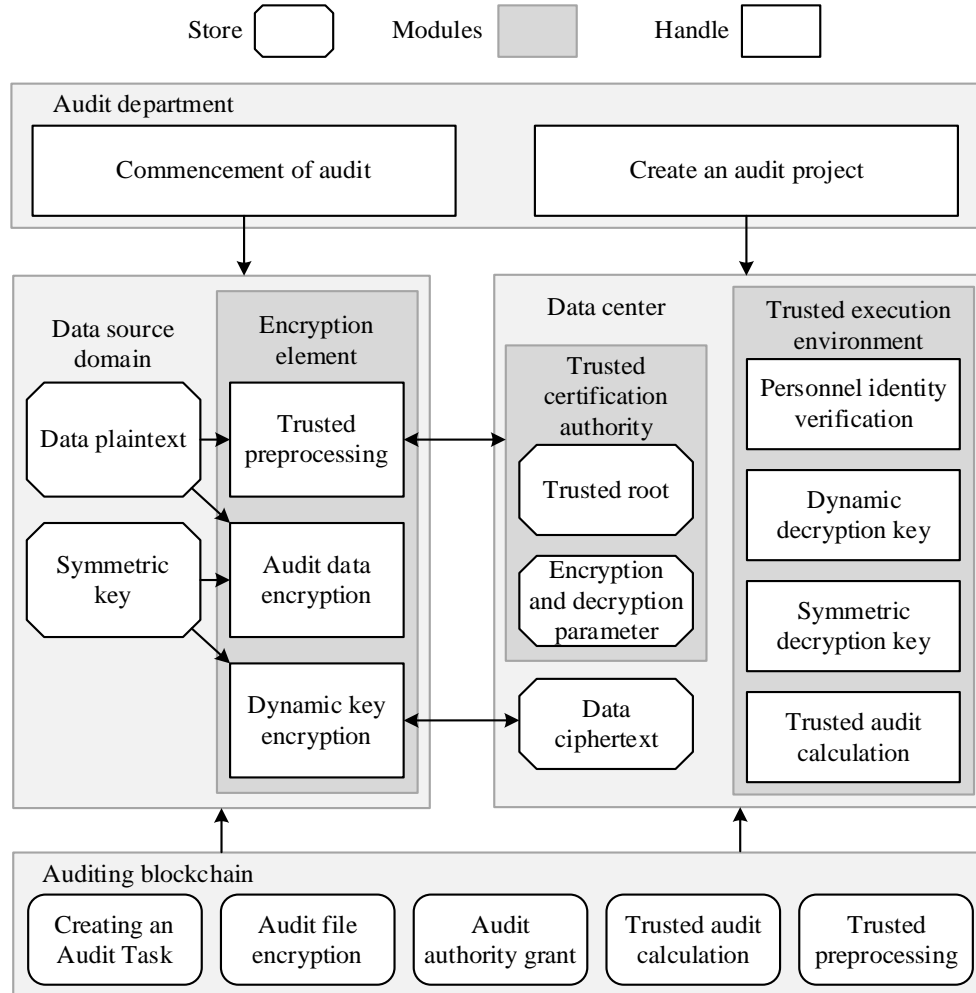 Store
Modules
Handle
Audit department
Commencement of audit
Create an audit project
Data source
domain
Data plaintext
Symmetric
key
Encryption
element
Trusted
preprocessing
Audit data
encryption
Dynamic key
encryption
Data center
Trusted
certification
authority
Trusted root
Encryption
and decryption
parameter
Data
ciphertext
Trusted execution
environment
Personnel identity
verification
Dynamic
decryption key
Symmetric
decryption key
Trusted audit
calculation
Auditing blockchain
Creating an
Audit Task
Audit file
encryption
Audit
authority grant
Trusted audit
calculation
Trusted
preprocessing